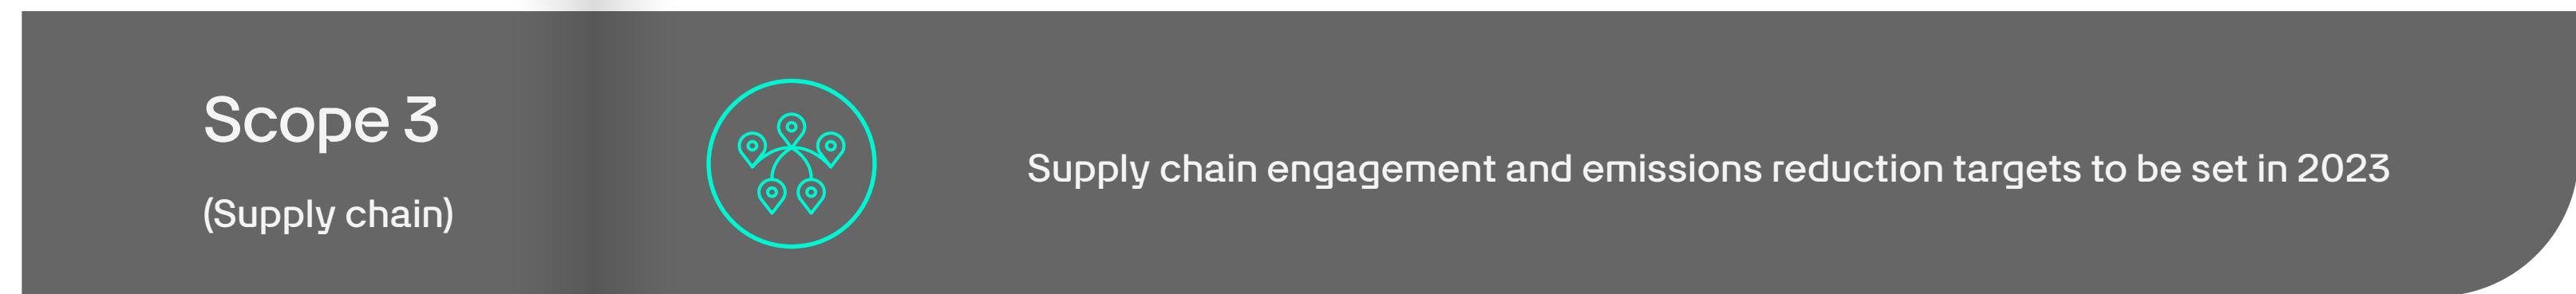 Scope 3
(Supply chain)
Supply chain engagement and emissions reduction targets to be set in 2023